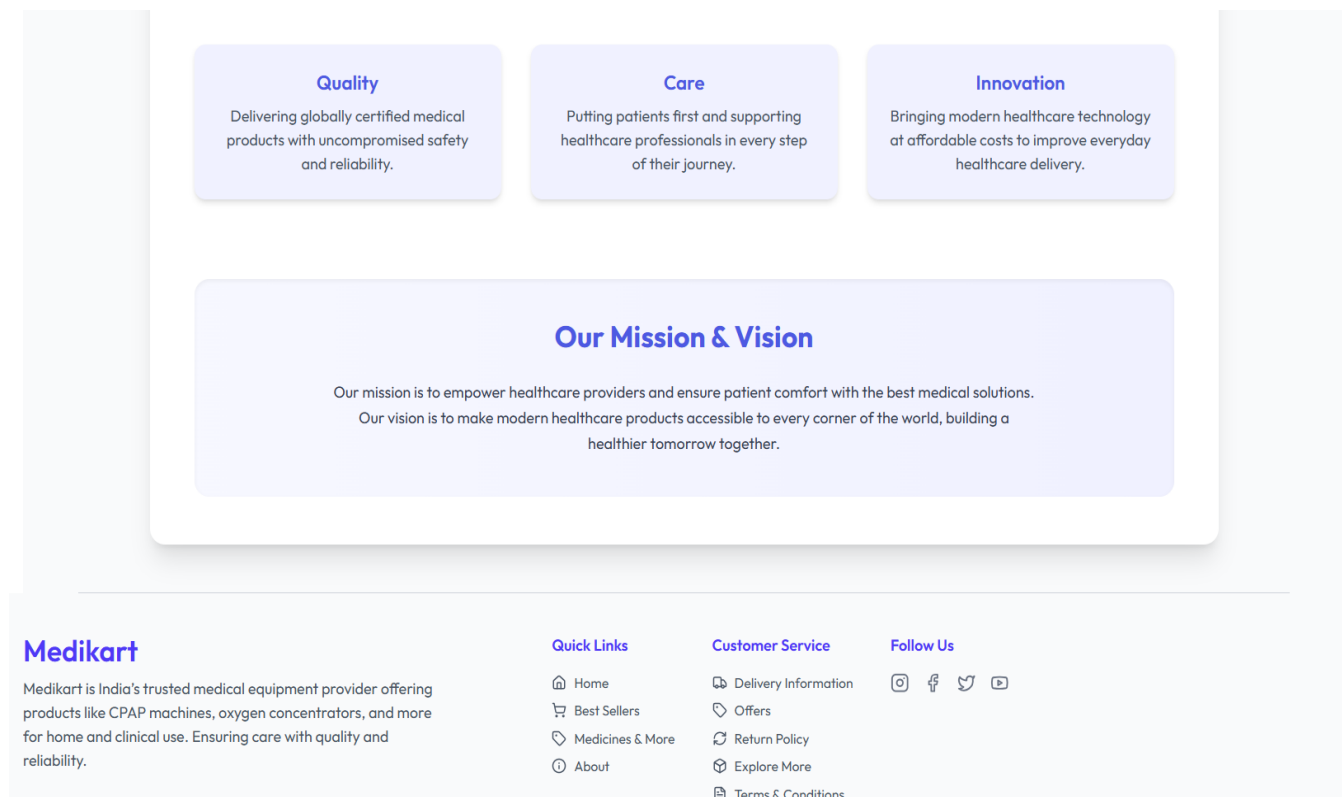 Quality
Delivering globally certified medical
products with uncompromised safety
and reliability.
Care
Putting patients first and supporting
healthcare professionals in every step
of their journey.
Innovation
Bringing modern healthcare technology
at affordable costs to improve everyday
healthcare delivery.
Our Mission & Vision
Our mission is to empower healthcare providers and ensure patient comfort with the best medical solutions.
Our vision is to make modern healthcare products accessible to every corner of the world, building a
healthier tomorrow together.
Medikart
Medikart is India's trusted medical equipment provider offering
products like CPAP machines, oxygen concentrators, and more
for home and clinical use. Ensuring care with quality and
reliability.
Quick Links
Home
Best Sellers
Medicines & More
About
Customer Service
Delivery Information
Offers
Return Policy
Explore More
Terms & Conditions
Follow Us